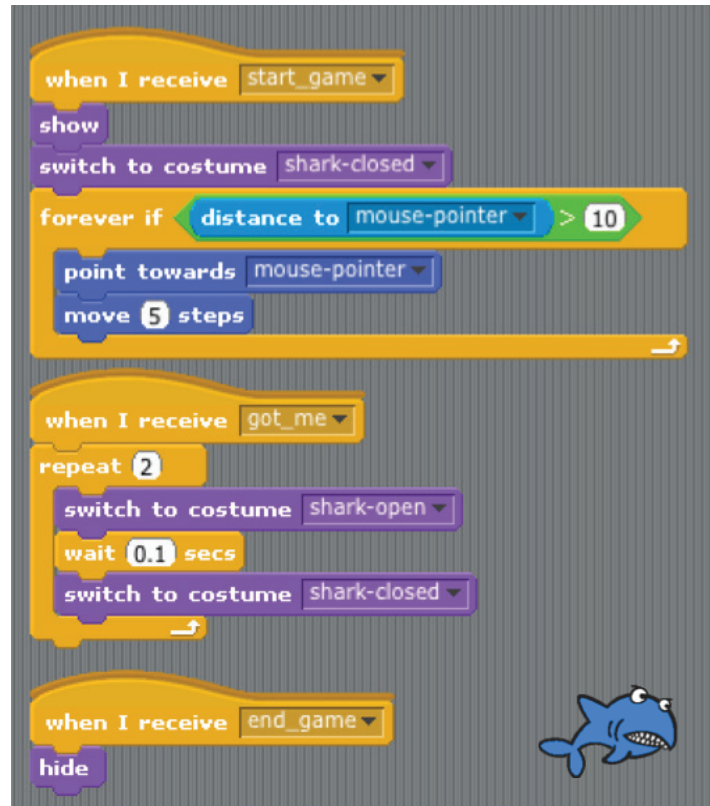 when I receive start_game
show
switch to costume shark-closed
forever if distance to mouse-pointer > 10
point towards mouse-pointer
move 5 steps
when I receive got_me
repeat 2
switch to costume shark-open
wait 0.1 secs
switch to costume shark-closed
when I receive end_game
hide